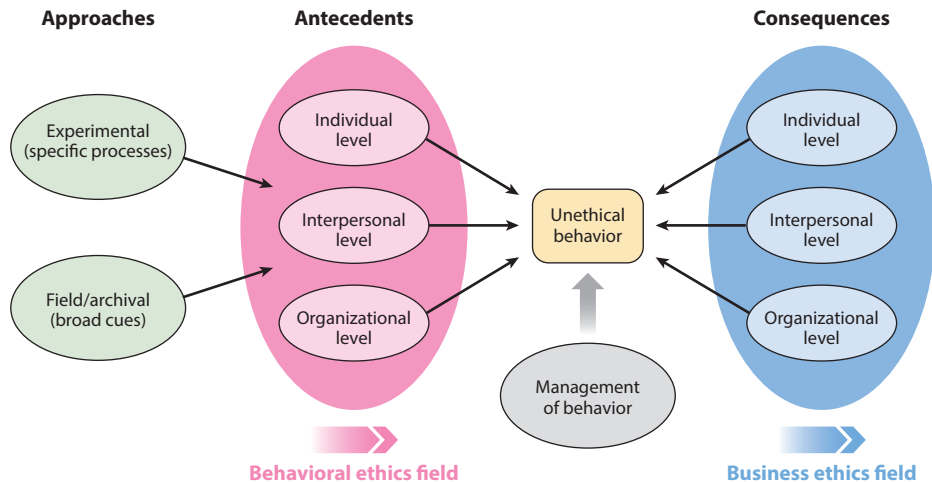 Approaches
Antecedents
Consequences
Experimental
(specific processes)
Field/archival
(broad cues)
Individual
level
Interpersonal
level
Organizational
level
Unethical
behavior
Management
of behavior
Individual
level
Interpersonal
level
Organizational
level
Behavioral ethics field
Business ethics field